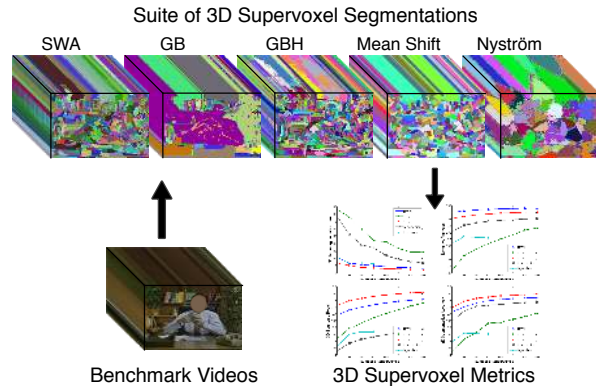 Suite of 3D Supervoxel Segmentations
SWA GB GBH Mean Shift Nyström
Benchmark Videos 3D Supervoxel Metrics